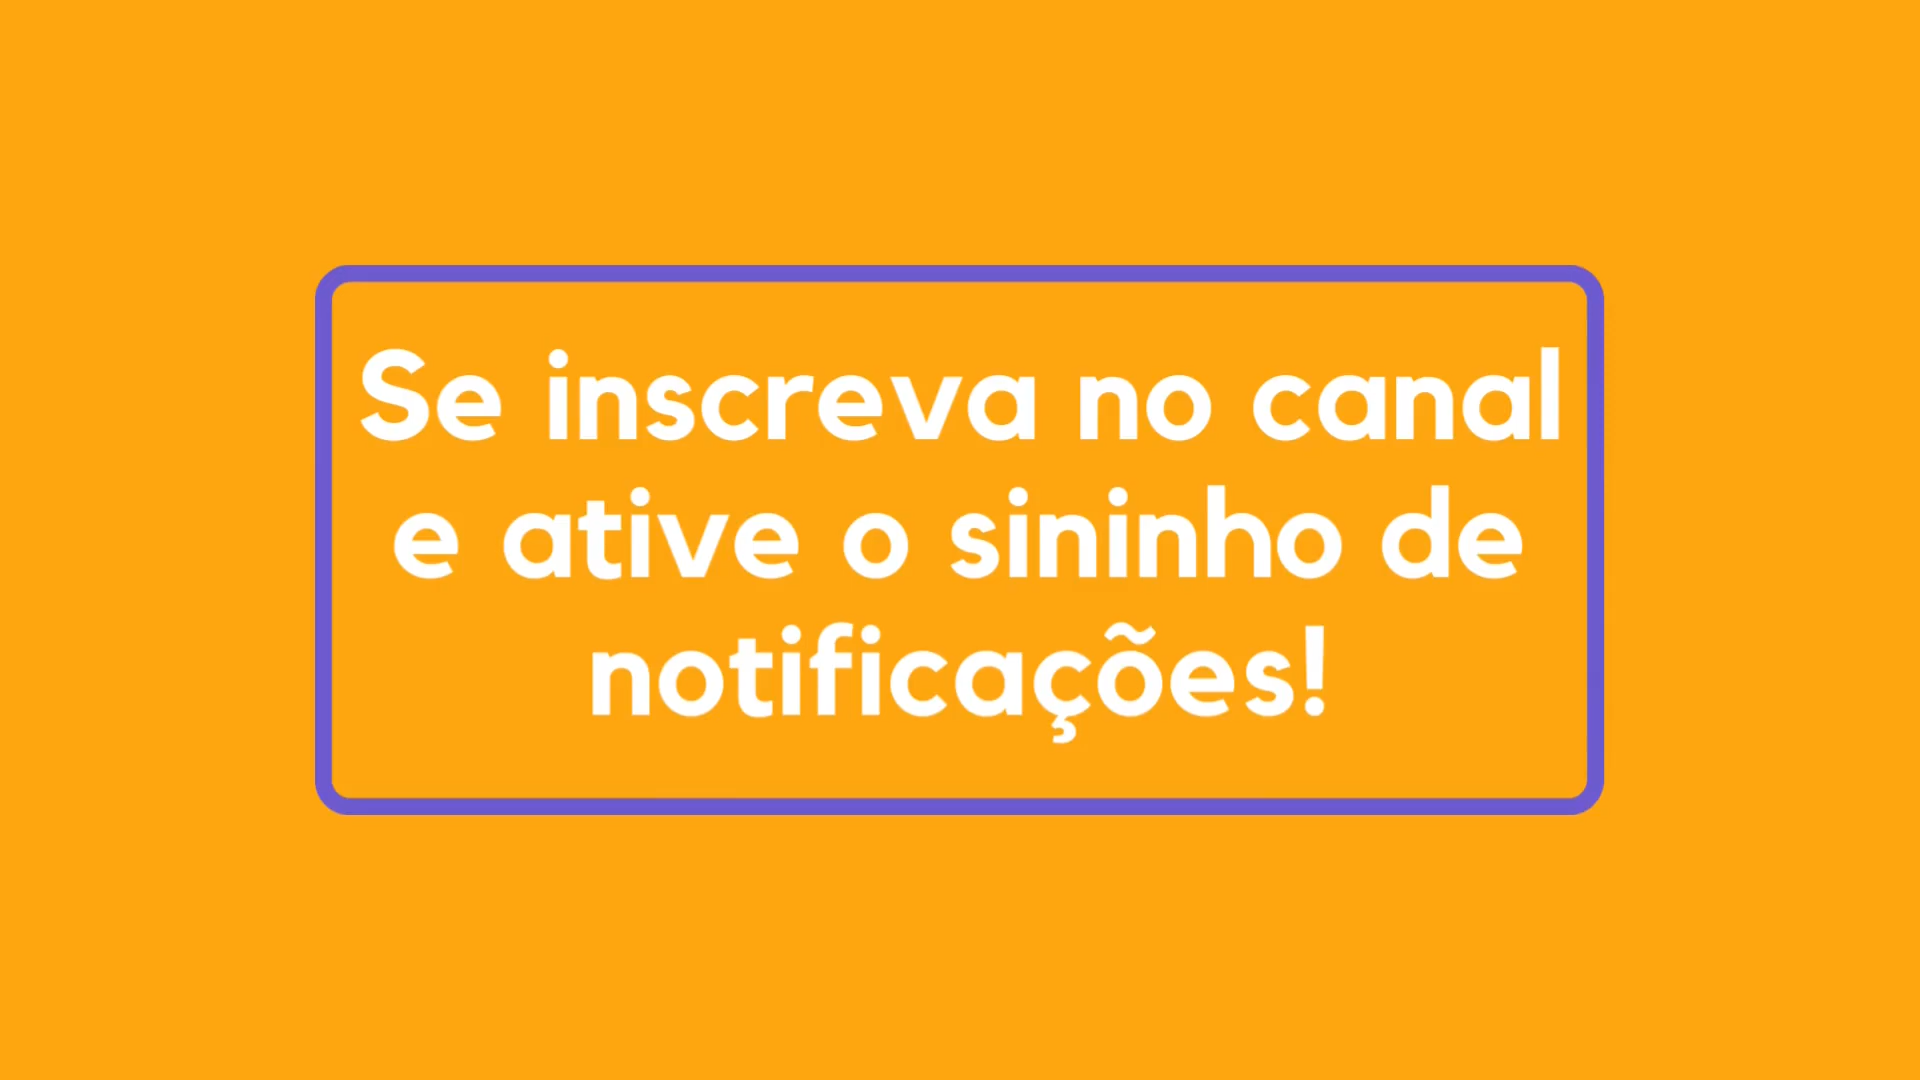 Se inscreva no canal
e ative o sininho de
notificações!